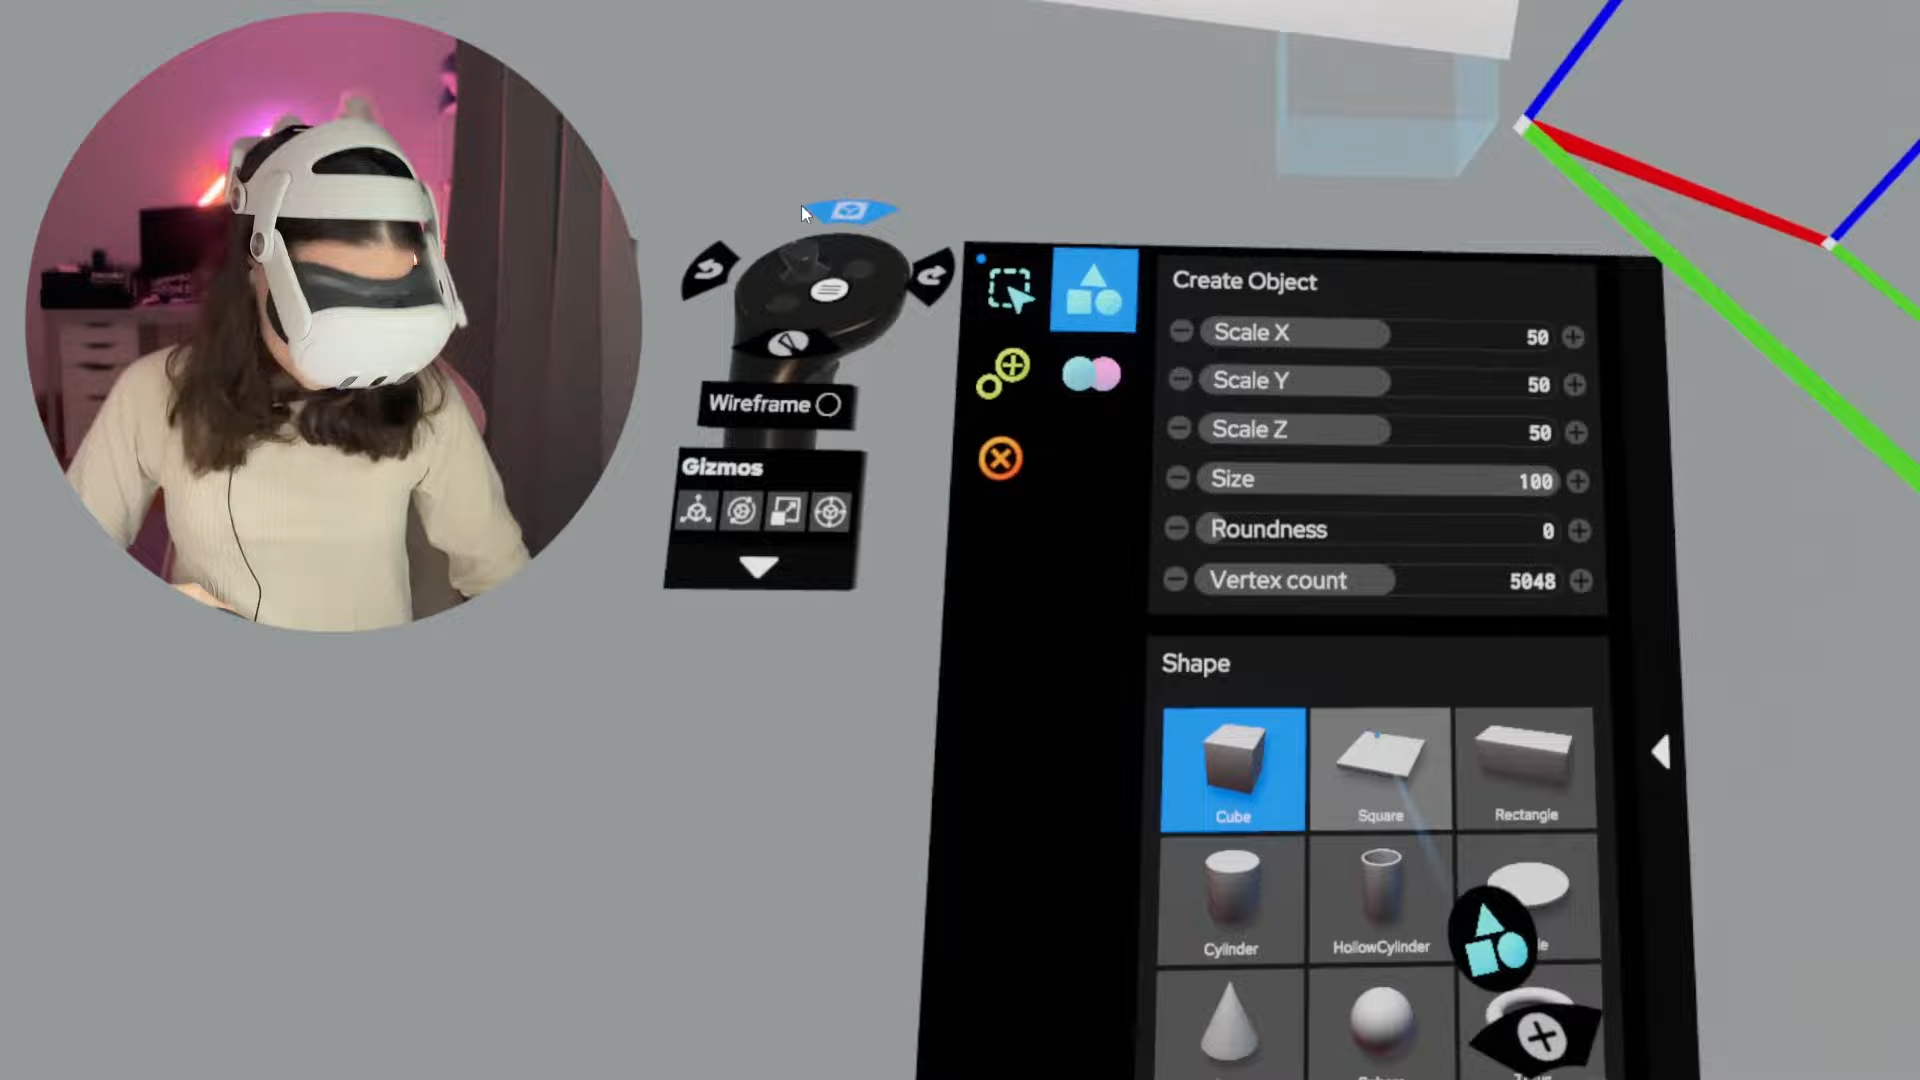 Wireframe
Gizmos
Create Object
Scale X 50
Scale Y 50
Scale Z 50
Size 100
Roundness 0
Vertex count 5048
Shape
Cube Square Rectangle
Cylinder HollowCylinder